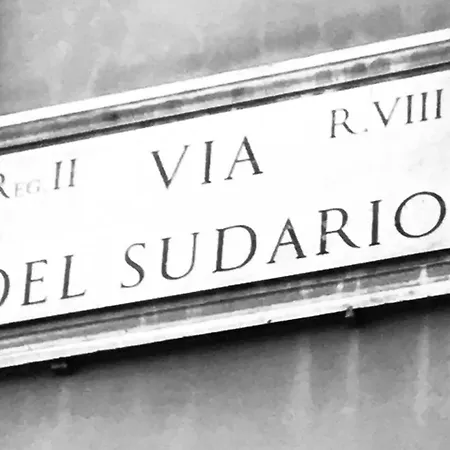 REG. II VIA R. VIII
DEL SUDARIO